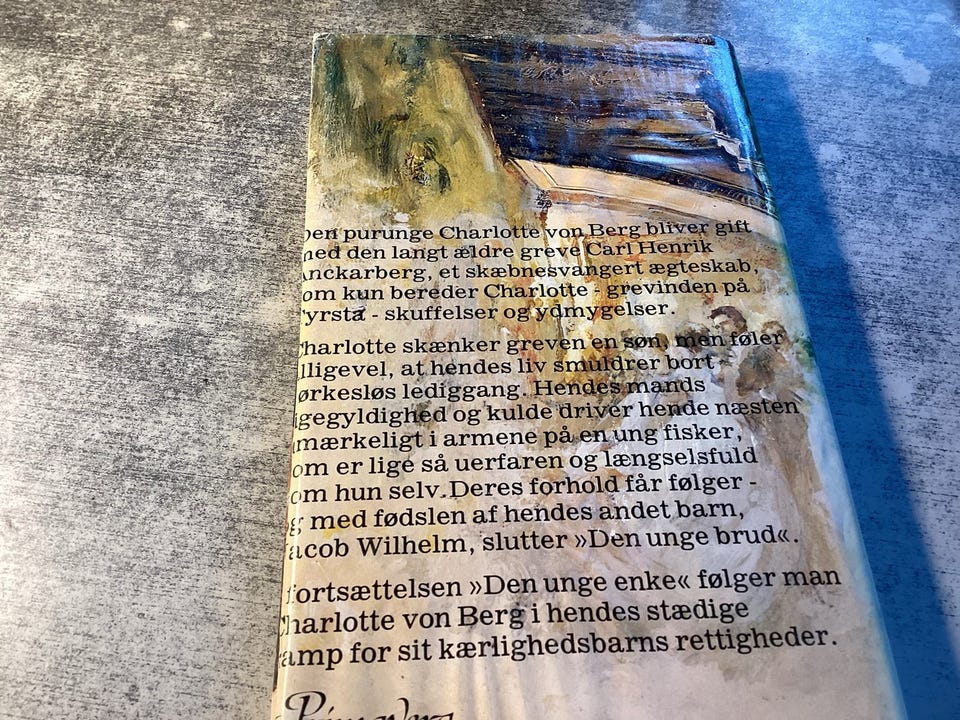 Den purunge Charlotte von Berg bliver gift
med den langt ældre greve Carl Henrik
Anckarberg, et skæbnesvangert ægteskab,
som kun bereder Charlotte - grevinden på
Fyrsta - skuffelser og ydmygelser.
Charlotte skænker greven en søn, men føler
alligevel, at hendes liv smuldrer bort
ørkesløs lediggang. Hendes mands
ligegyldighed og kulde driver hende næsten
umærkeligt i armene på en ung fisker,
som er lige så uerfaren og længselsfuld
som hun selv. Deres forhold får følger -
og med fødslen af hendes andet barn,
Jacob Wilhelm, slutter »Den unge brud«.
fortsættelsen »Den unge enke« følger man
Charlotte von Berg i hendes stædige
kamp for sit kærlighedsbarns rettigheder.